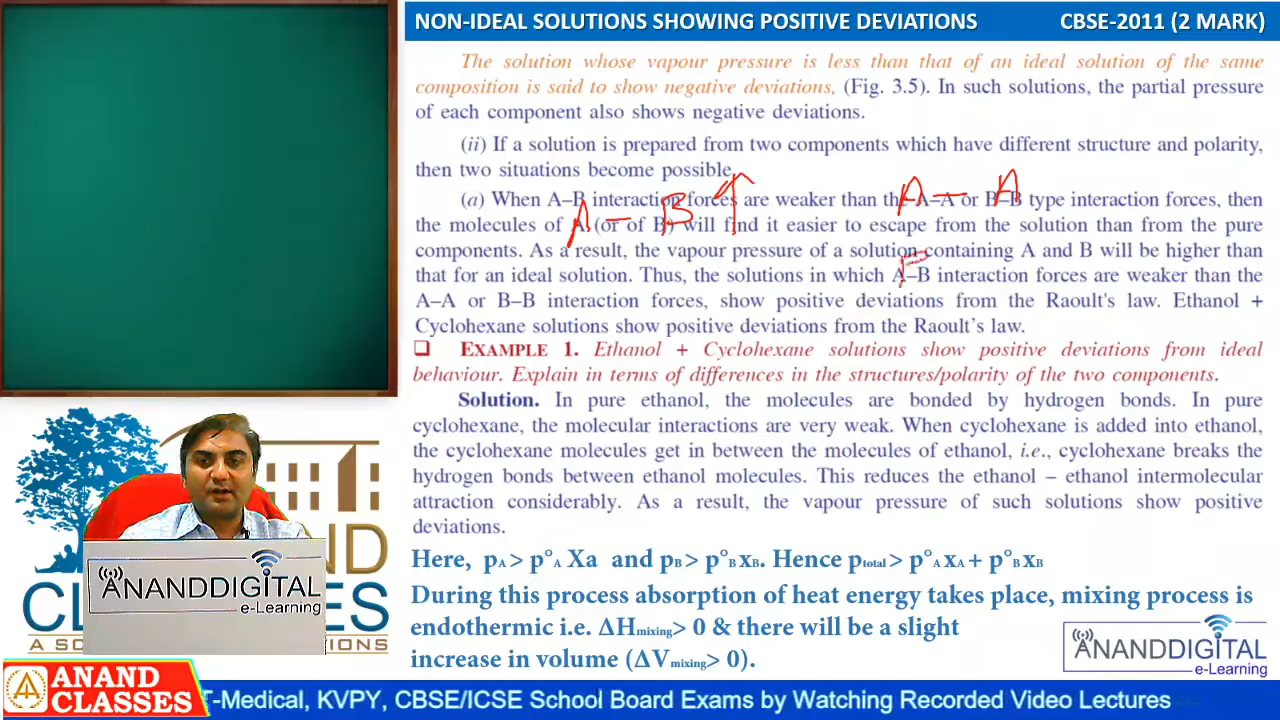 NON-IDEAL SOLUTIONS SHOWING POSITIVE DEVIATIONS CBSE-2011 (2 MARK)
The solution whose vapour pressure is less than that of an ideal solution of the same
composition is said to show negative deviations, (Fig. 3.5). In such solutions, the partial pressure
of each component also shows negative deviations.
(ii) If a solution is prepared from two components which have different structure and polarity,
then two situations become possible.
(a) When A–B interaction forces are weaker than the A–A or B–B type interaction forces, then
the molecules of A (or of B) will find it easier to escape from the solution than from the pure
components. As a result, the vapour pressure of a solution containing A and B will be higher than
that for an ideal solution. Thus, the solutions in which A–B interaction forces are weaker than the
A–A or B–B interaction forces, show positive deviations from the Raoult's law. Ethanol +
Cyclohexane solutions show positive deviations from the Raoult's law.
A – B
A – A
❑ EXAMPLE 1. Ethanol + Cyclohexane solutions show positive deviations from ideal
behaviour. Explain in terms of differences in the structures/polarity of the two components.
Solution. In pure ethanol, the molecules are bonded by hydrogen bonds. In pure
cyclohexane, the molecular interactions are very weak. When cyclohexane is added into ethanol,
the cyclohexane molecules get in between the molecules of ethanol, i.e., cyclohexane breaks the
hydrogen bonds between ethanol molecules. This reduces the ethanol – ethanol intermolecular
attraction considerably. As a result, the vapour pressure of such solutions show positive
deviations.
Here, pA > p°A Xa and pB > p°B xB. Hence ptotal > p°A xA + p°B xB
During this process absorption of heat energy takes place, mixing process is
endothermic i.e. ΔHmixing> 0 & there will be a slight
increase in volume (ΔVmixing> 0).
ANANDDIGITAL
e-Learning
ANANDDIGITAL
e-Learning
ANAND
CLASSES
T-Medical, KVPY, CBSE/ICSE School Board Exams by Watching Recorded Video Lectures